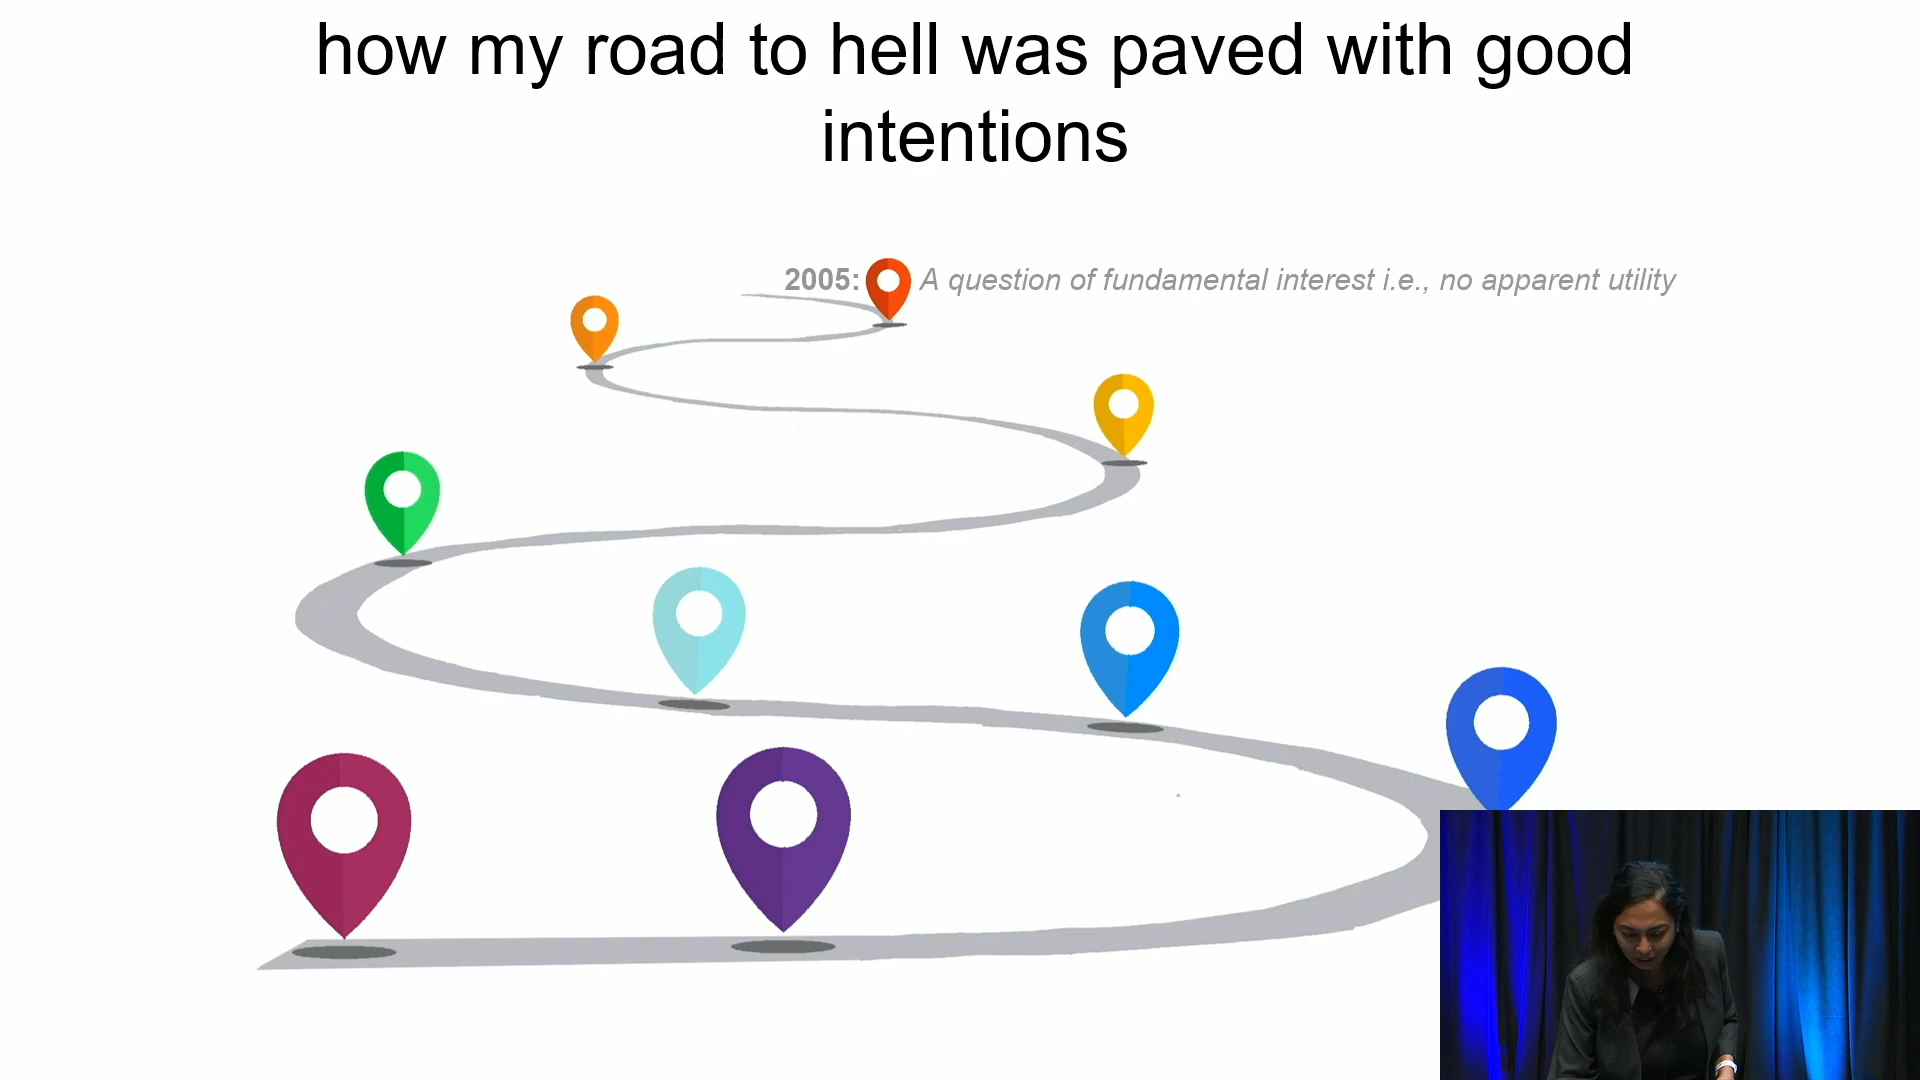 how my road to hell was paved with good
intentions
2005: A question of fundamental interest i.e., no apparent utility